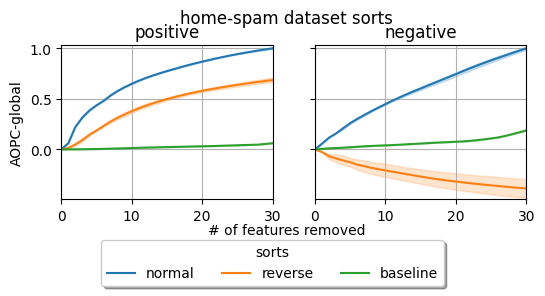 home-spam dataset sorts
positive
negative
AOPC-global
1.0
0.5
0.0
0
10
20
30
0
10
20
30
# of features removed
sorts
normal
reverse
baseline